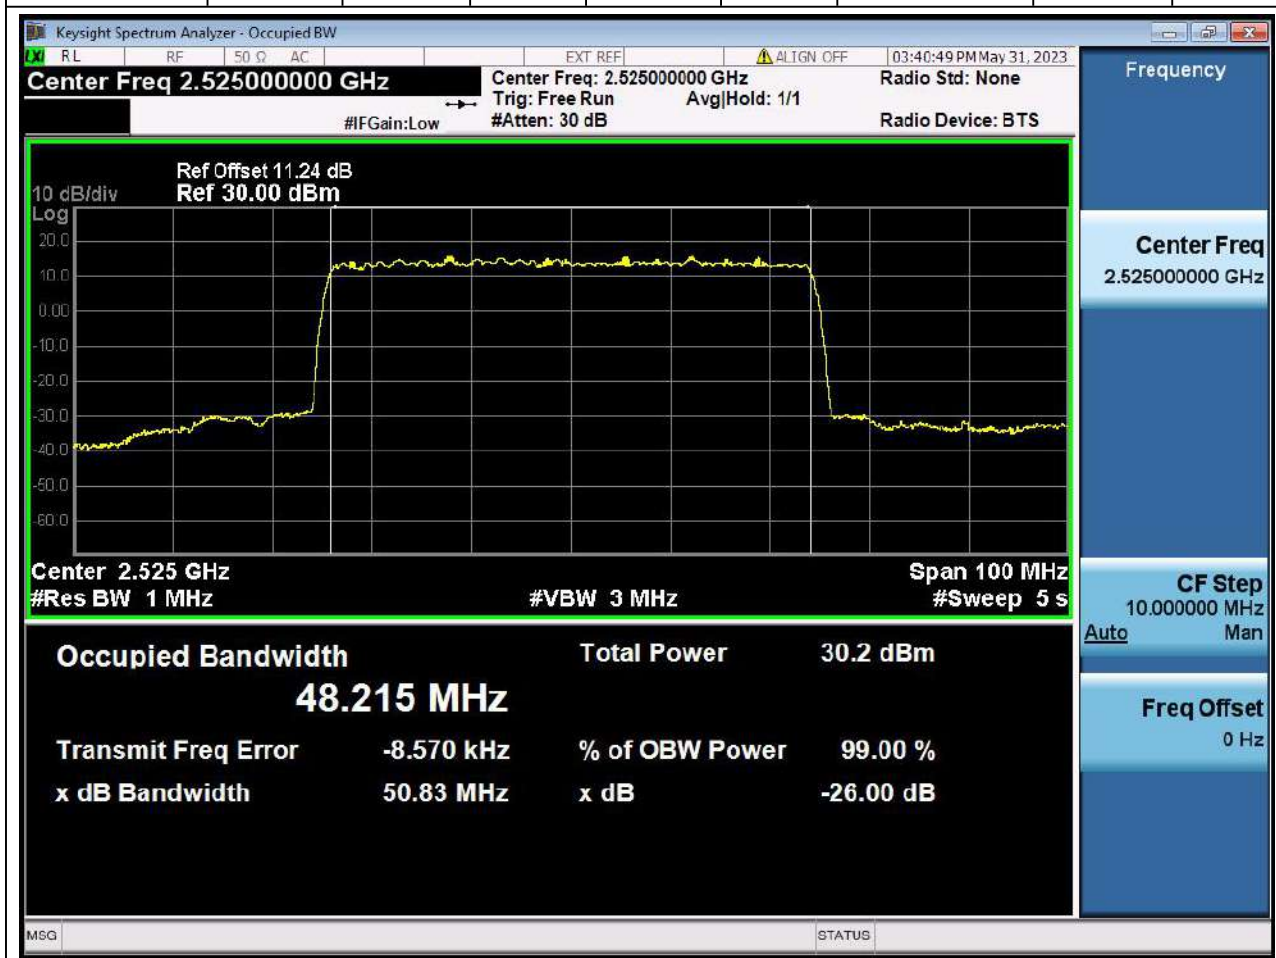 Keysight Spectrum Analyzer - Occupied BW
LXI RL RF 50 Ω AC EXT REF ALIGN OFF 03:40:49 PM May 31, 2023
Center Freq 2.525000000 GHz
Center Freq: 2.525000000 GHz
Radio Std: None
Trig: Free Run Avg|Hold: 1/1
#IFGain:Low #Atten: 30 dB
Radio Device: BTS
Ref Offset 11.24 dB
10 dB/div Ref 30.00 dBm
Log
20.0
10.0
0.00
-10.0
-20.0
-30.0
-40.0
-50.0
-60.0
Center 2.525 GHz Span 100 MHz
#Res BW 1 MHz #VBW 3 MHz #Sweep 5 s
Occupied Bandwidth Total Power 30.2 dBm
48.215 MHz
Transmit Freq Error -8.570 kHz % of OBW Power 99.00 %
x dB Bandwidth 50.83 MHz x dB -26.00 dB
MSG STATUS
Frequency
Center Freq
2.525000000 GHz
CF Step
10.000000 MHz
Auto Man
Freq Offset
0 Hz